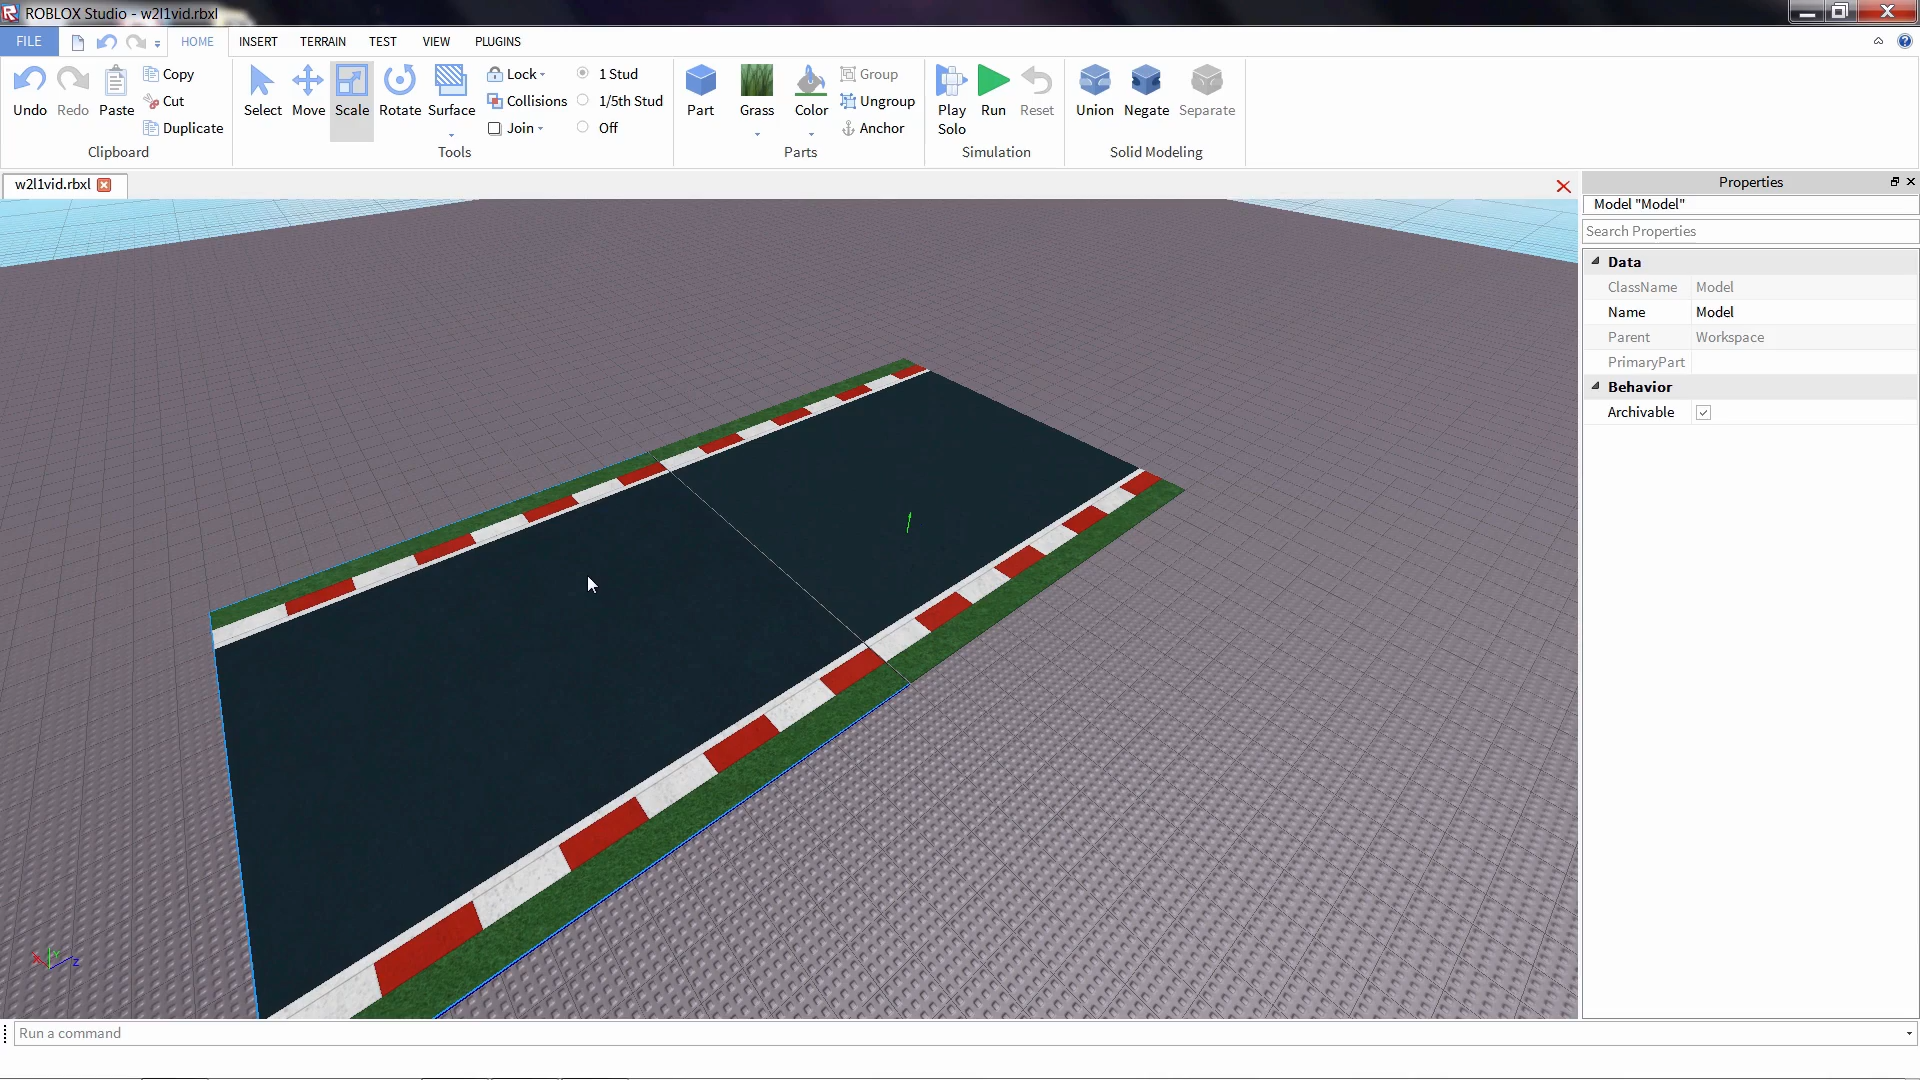 ROBLOX Studio - w2l1vid.rbxl
FILE HOME INSERT TERRAIN TEST VIEW PLUGINS
Undo Redo Paste Copy Cut Duplicate
Clipboard
Select Move Scale Rotate Surface Lock Collisions Join 1 Stud 1/5th Stud Off
Tools
Part Grass Color Group Ungroup Anchor
Parts
Play Solo Run Reset
Simulation
Union Negate Separate
Solid Modeling
w2l1vid.rbxl
Properties
Model "Model"
Search Properties
Data
ClassName Model
Name Model
Parent Workspace
PrimaryPart
Behavior
Archivable
X Y Z
Run a command